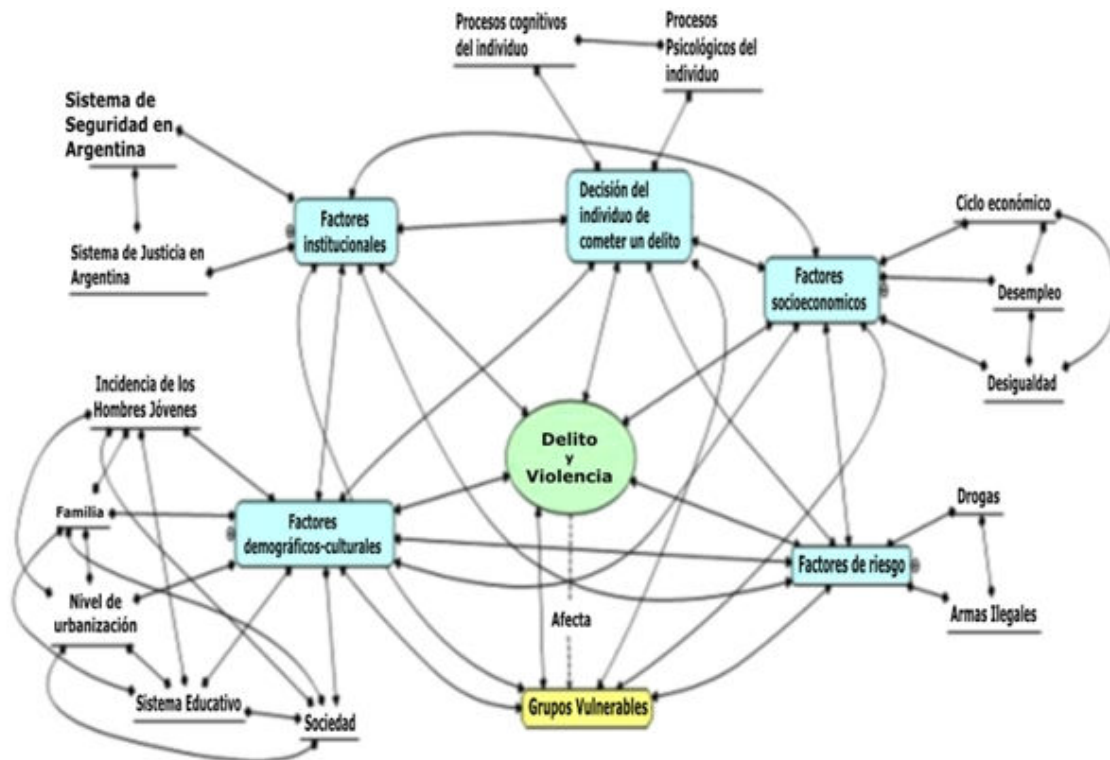 Procesos cognitivos
del individuo
Procesos
Psicológicos del
individuo
Sistema de
Seguridad en
Argentina
Sistema de Justicia en
Argentina
Factores
institucionales
Decisión del
individuo de
cometer un delito
Factores
socioeconomicos
Ciclo económico
Desempleo
Desigualdad
Incidencia de los
Hombres Jóvenes
Familia
Nivel de
urbanización
Sistema Educativo
Sociedad
Factores
demográficos-culturales
Delito
y
Violencia
Afecta
Grupos Vulnerables
Factores de riesgo
Drogas
Armas Ilegales